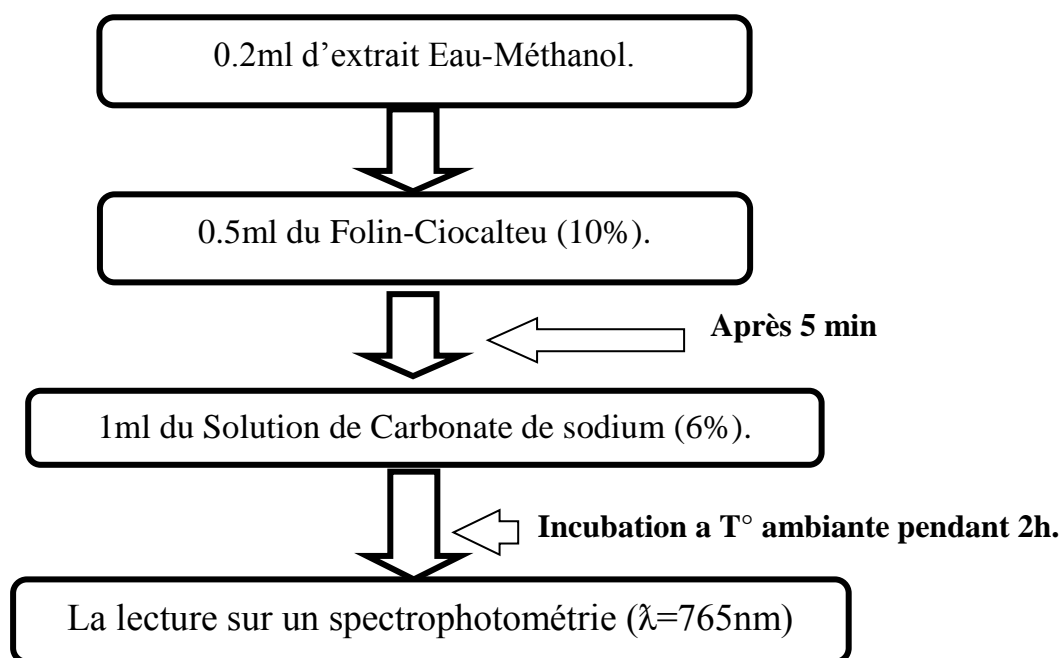 0.2ml d’extrait Eau-Méthanol.
0.5ml du Folin-Ciocalteu (10%).
Après 5 min
1ml du Solution de Carbonate de sodium (6%).
Incubation a T° ambiante pendant 2h.
La lecture sur un spectrophotométrie (λ=765nm)